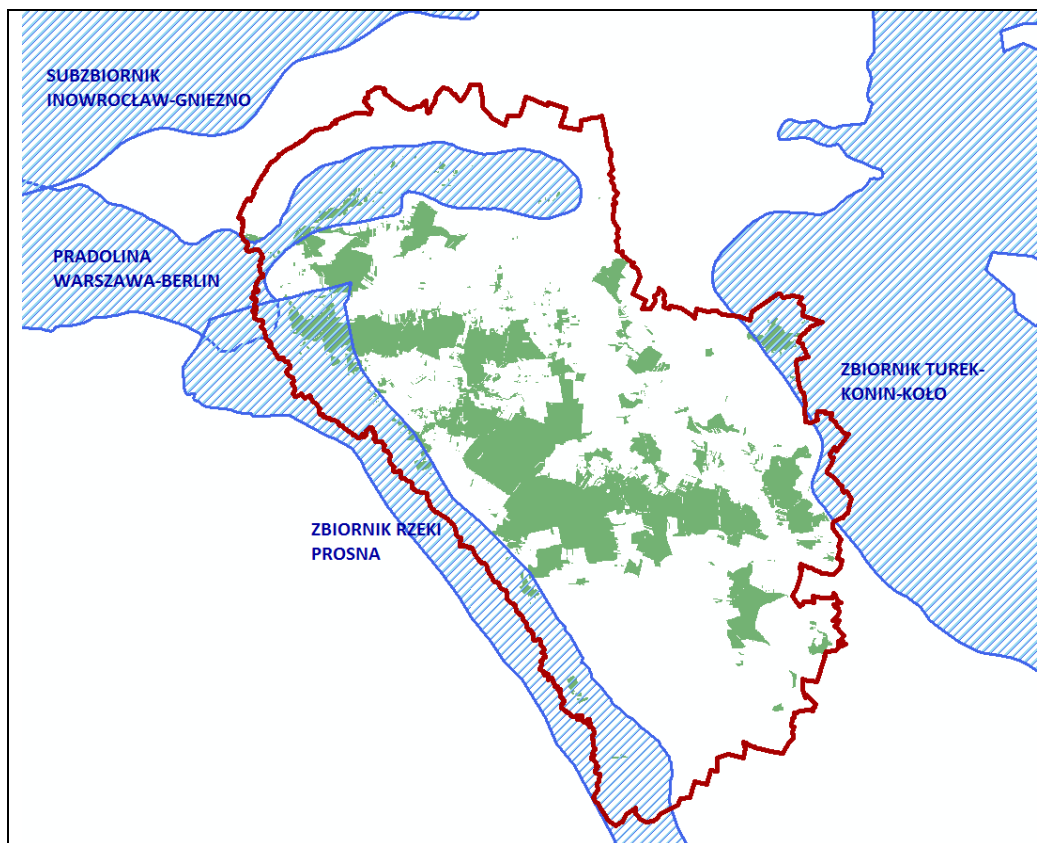 SUBZBIORNIK
INOWROCŁAW-GNIEZNO
PRADOLINA
WARSZAWA-BERLIN
ZBIORNIK TUREK-
KONIN-KOŁO
ZBIORNIK RZEKI
PROSNA